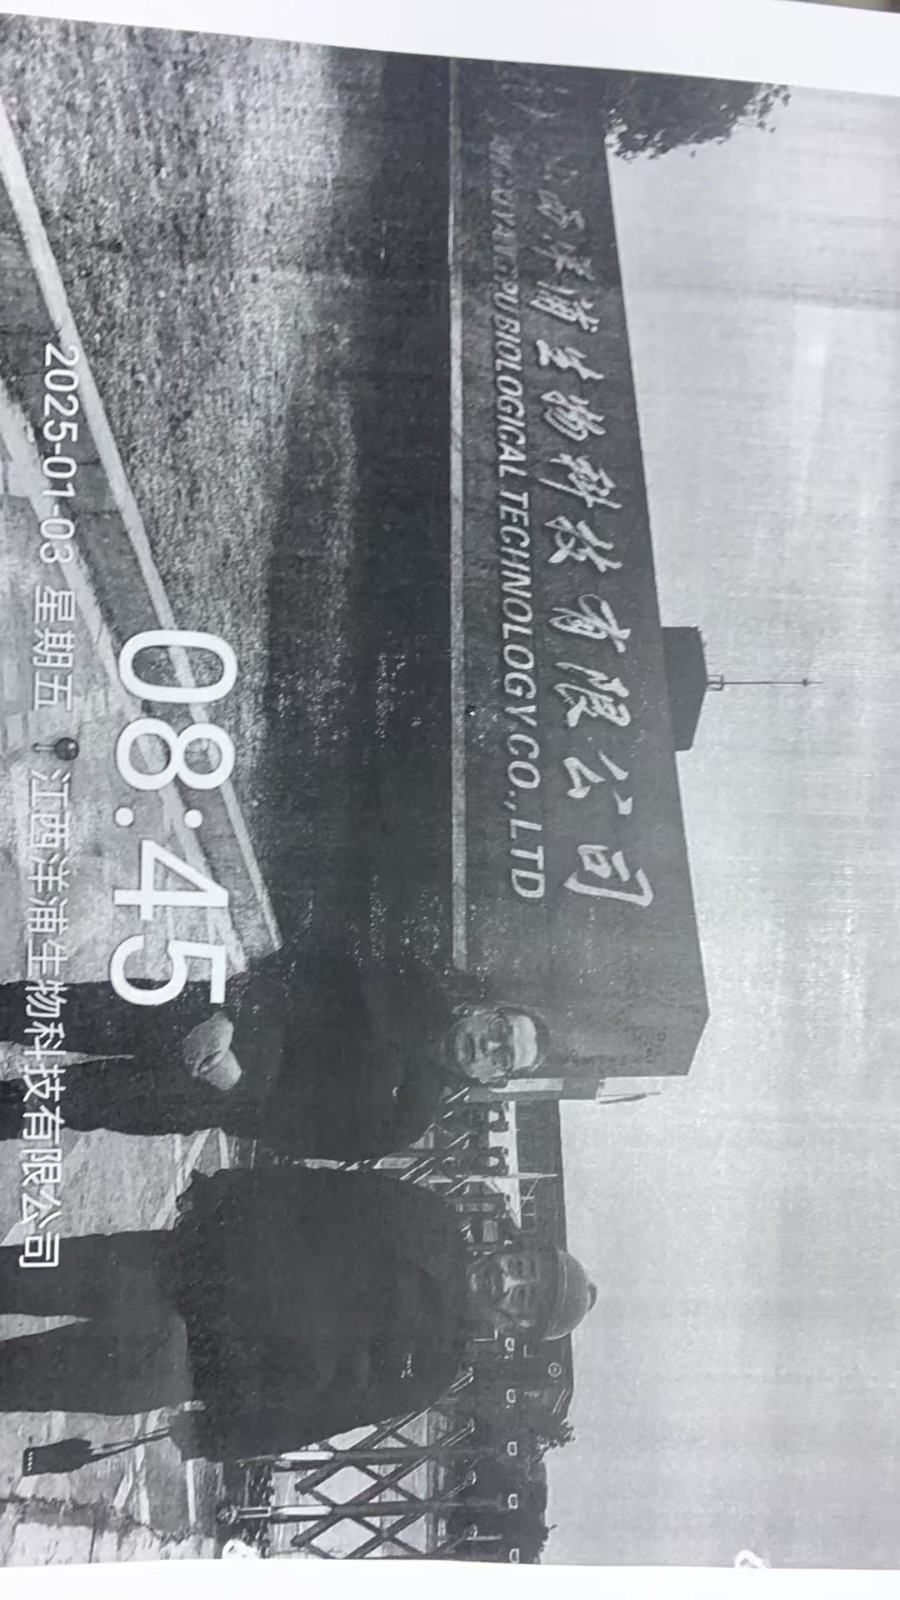 江西洋浦生物科技有限公司
YANGPU BIOLOGICAL TECHNOLOGY CO., LTD
08:45
2025-01-03 星期五 江西洋浦生物科技有限公司